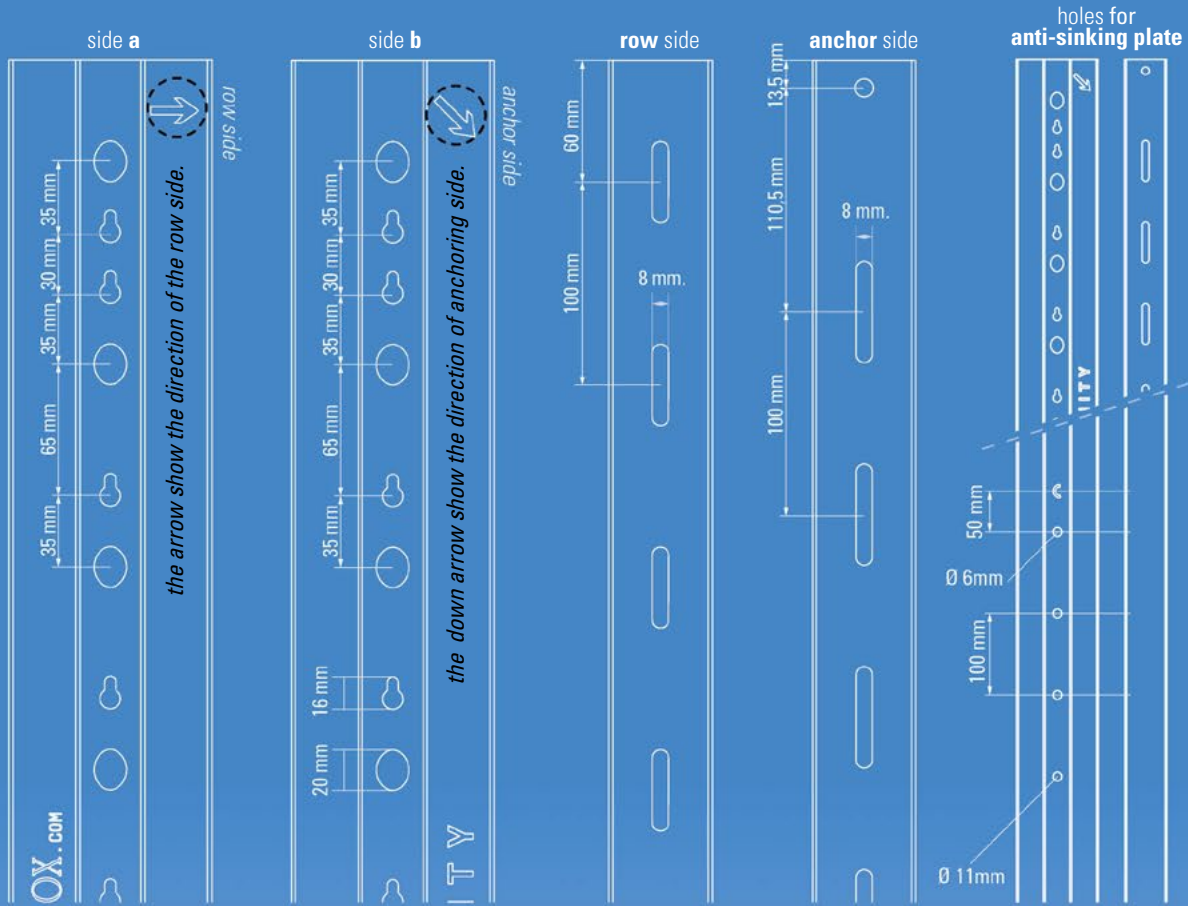 side a
35 mm
30 mm
35 mm
65 mm
35 mm
row side
the arrow show the direction of the row side.
OX.COM
side b
35 mm
30 mm
35 mm
65 mm
35 mm
16 mm
20 mm
anchor side
the down arrow show the direction of anchoring side.
ITY
row side
60 mm
100 mm
8 mm.
anchor side
13,5 mm
110,5 mm
100 mm
8 mm.
holes for
anti-sinking plate
ITY
50 mm
Ø 6mm
100 mm
Ø 11mm